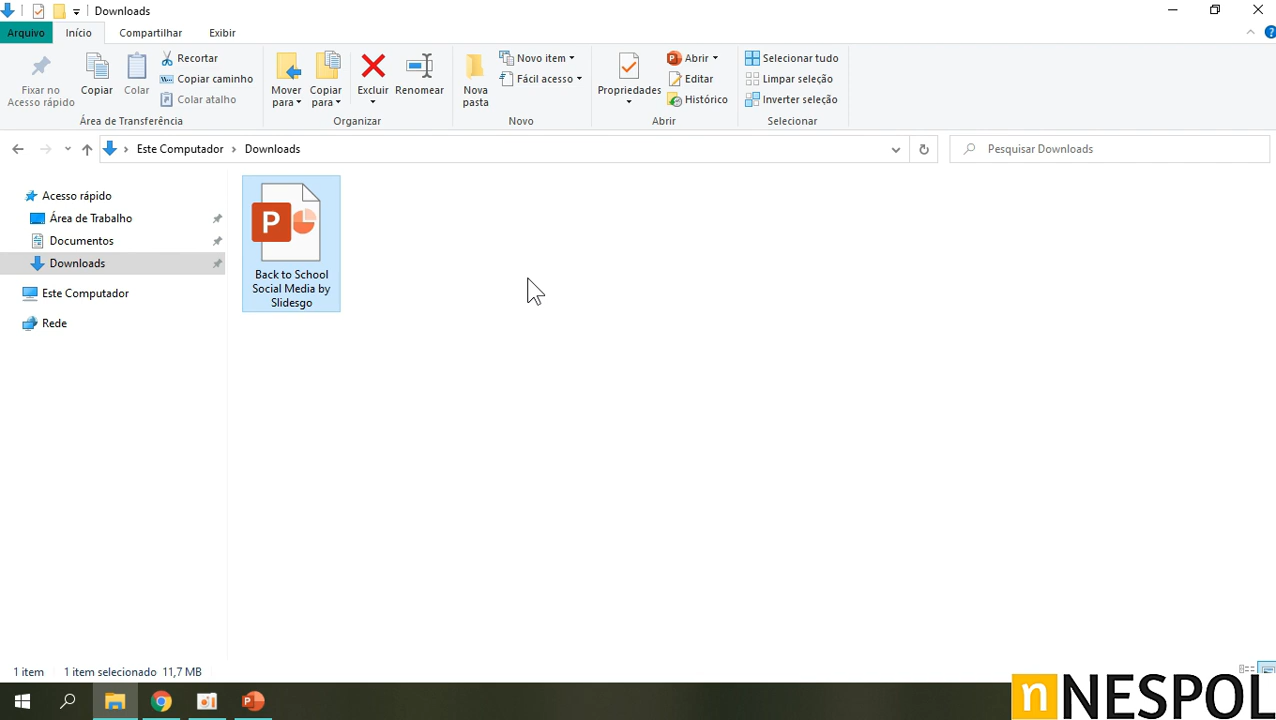 Downloads
Arquivo
Início
Compartilhar
Exibir
Fixar no
Acesso rápido
Copiar
Colar
Recortar
Copiar caminho
Colar atalho
Área de Transferência
Mover
para
Copiar
para
Excluir
Renomear
Organizar
Nova
pasta
Novo item
Fácil acesso
Novo
Propriedades
Abrir
Editar
Histórico
Abrir
Selecionar tudo
Limpar seleção
Inverter seleção
Selecionar
Este Computador > Downloads
Pesquisar Downloads
Acesso rápido
Área de Trabalho
Documentos
Downloads
Este Computador
Rede
P
Back to School
Social Media by
Slidesgo
1 item
1 item selecionado 11,7 MB
n NESPOL